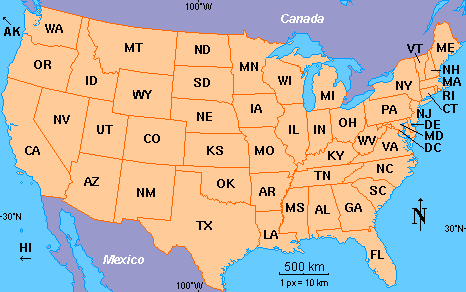 100°W
Canada
AK
WA
MT
ND
MN
VT
ME
OR
ID
WY
SD
WI
MI
NY
NH
MA
RI
CT
NV
UT
CO
NE
IA
IL
IN
OH
PA
NJ
DE
MD
DC
CA
KS
MO
KY
WV
VA
AZ
NM
OK
AR
TN
NC
SC
TX
LA
MS
AL
GA
FL
30°N
30°N
HI
N
Mexico
100°W
500 km
1 px = 10 km